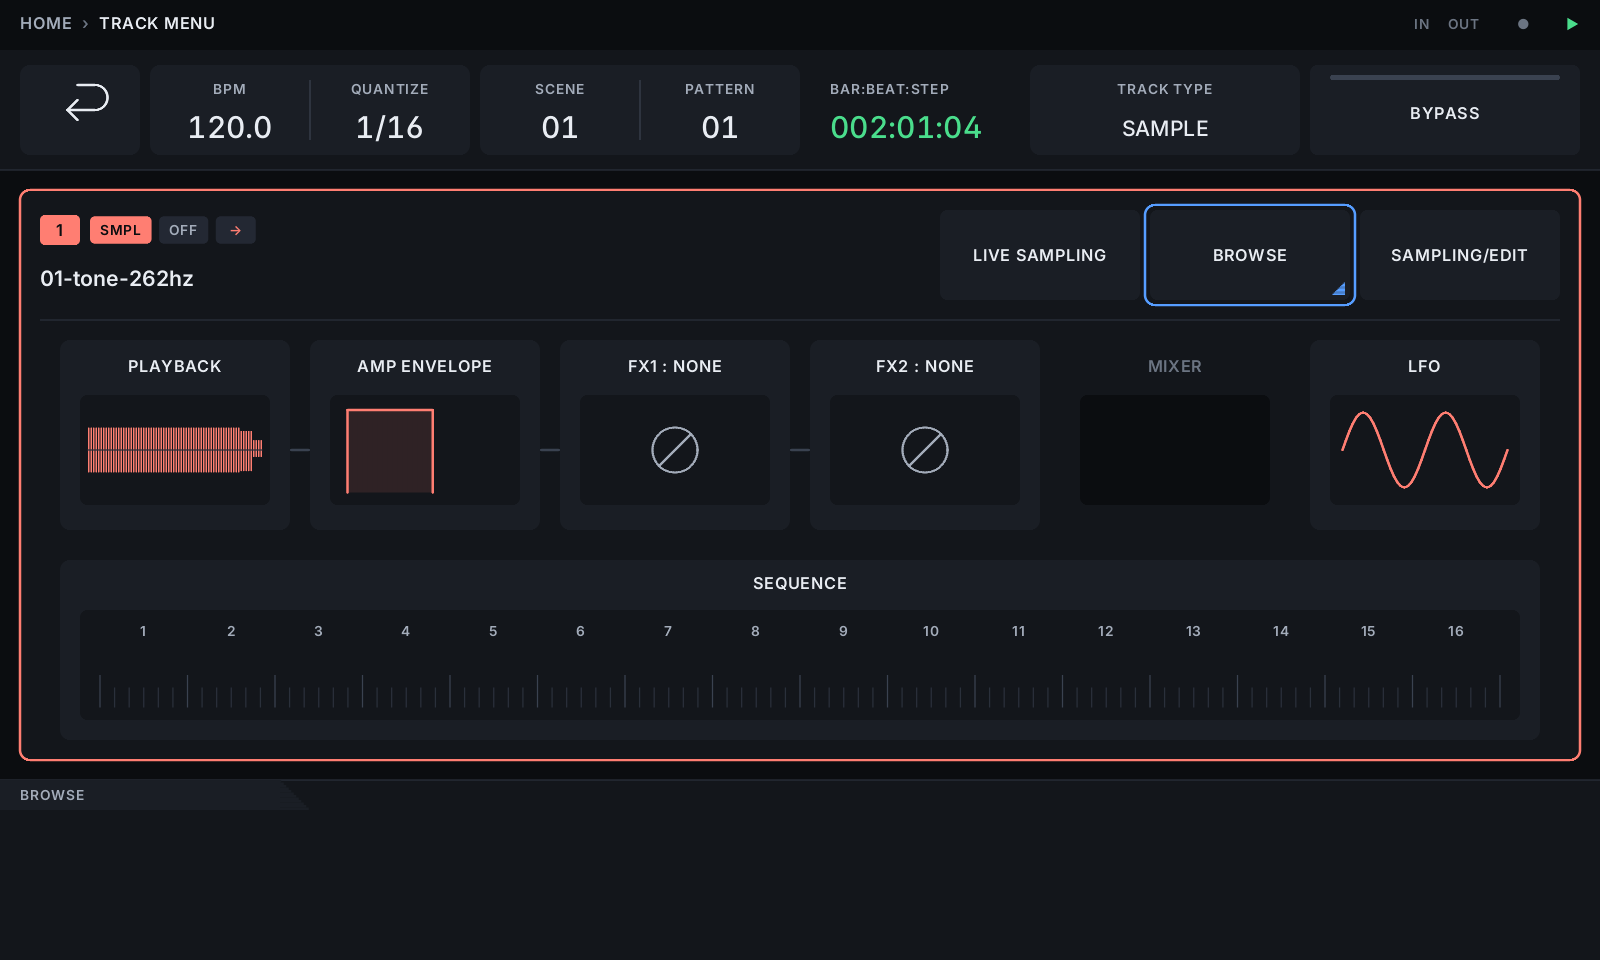 HOME › TRACK MENU
IN OUT
BPM
120.0
QUANTIZE
1/16
SCENE
01
PATTERN
01
BAR:BEAT:STEP
002:01:04
TRACK TYPE
SAMPLE
BYPASS
1 SMPL OFF →
01-tone-262hz
LIVE SAMPLING
BROWSE
SAMPLING/EDIT
PLAYBACK
AMP ENVELOPE
FX1 : NONE
FX2 : NONE
MIXER
LFO
SEQUENCE
1 2 3 4 5 6 7 8 9 10 11 12 13 14 15 16
BROWSE